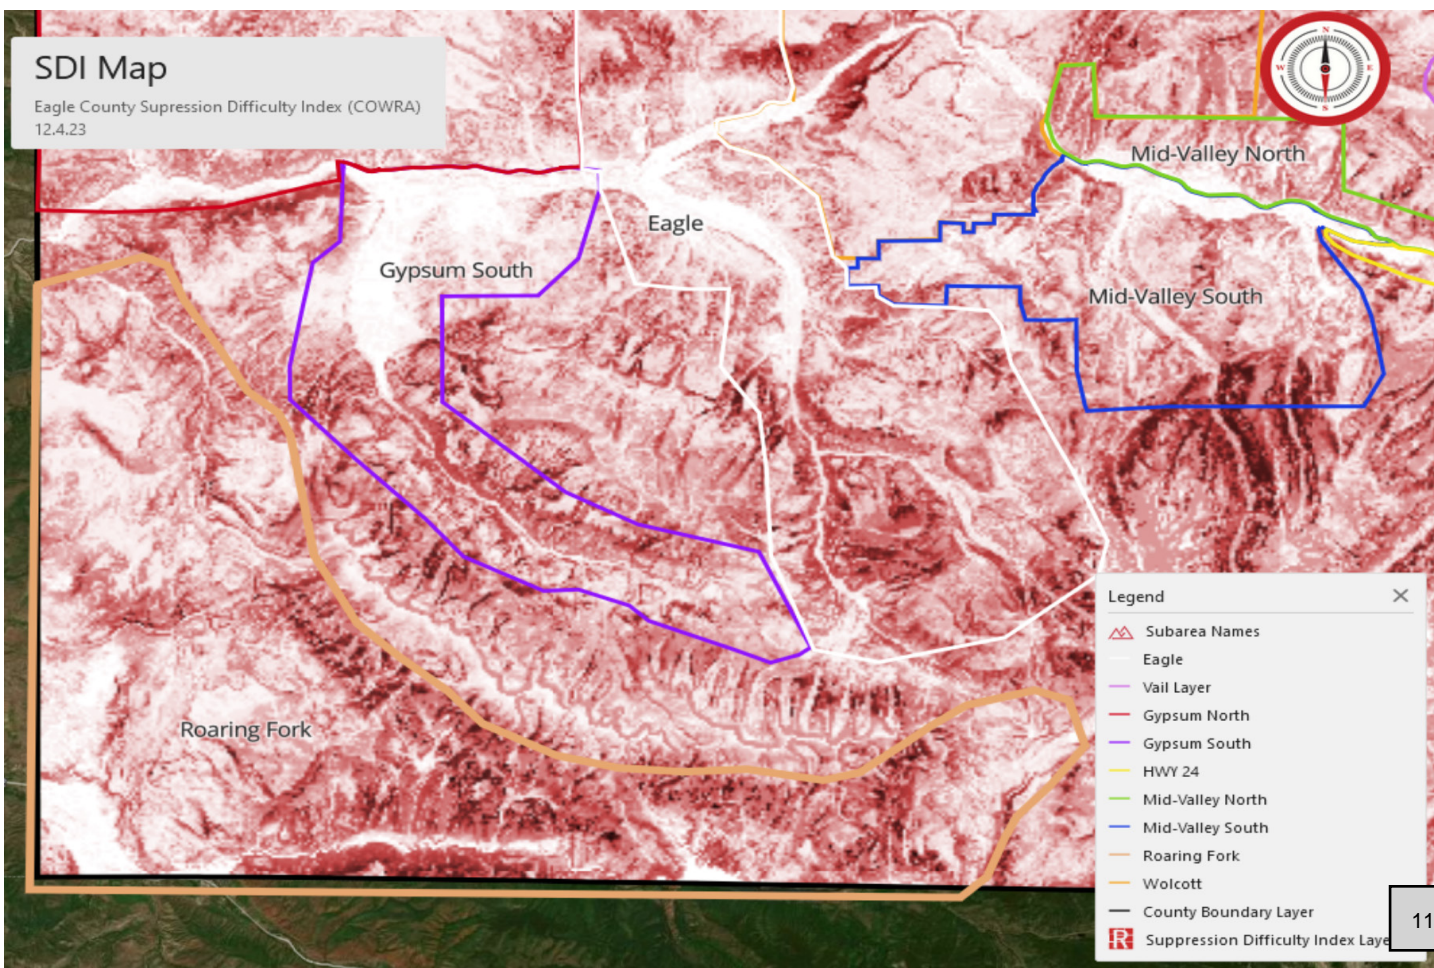 SDI Map
Eagle County Supression Difficulty Index (COWRA)
12.4.23
N
W
E
S
Mid-Valley North
Eagle
Gypsum South
Mid-Valley South
Roaring Fork
Legend
Subarea Names
Eagle
Vail Layer
Gypsum North
Gypsum South
HWY 24
Mid-Valley North
Mid-Valley South
Roaring Fork
Wolcott
County Boundary Layer
Suppression Difficulty Index Laye
11